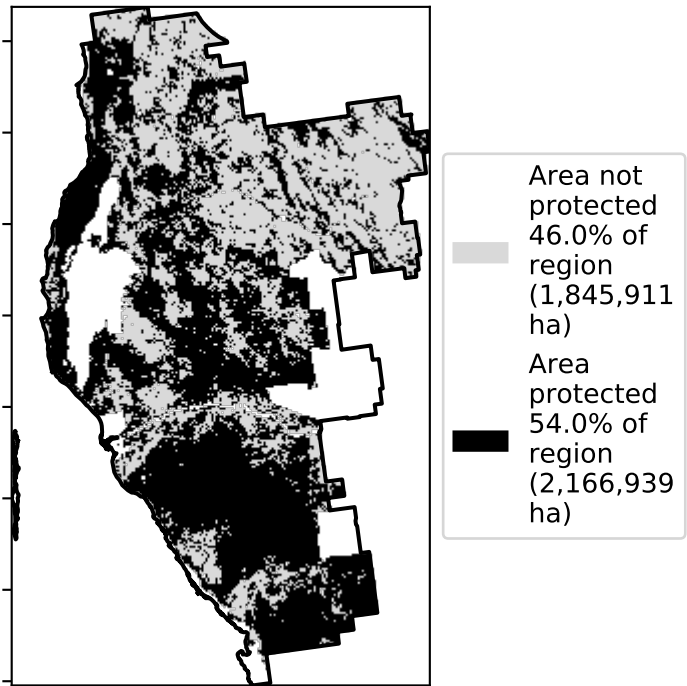 Area not
protected
46.0% of
region
(1,845,911
ha)
Area
protected
54.0% of
region
(2,166,939
ha)